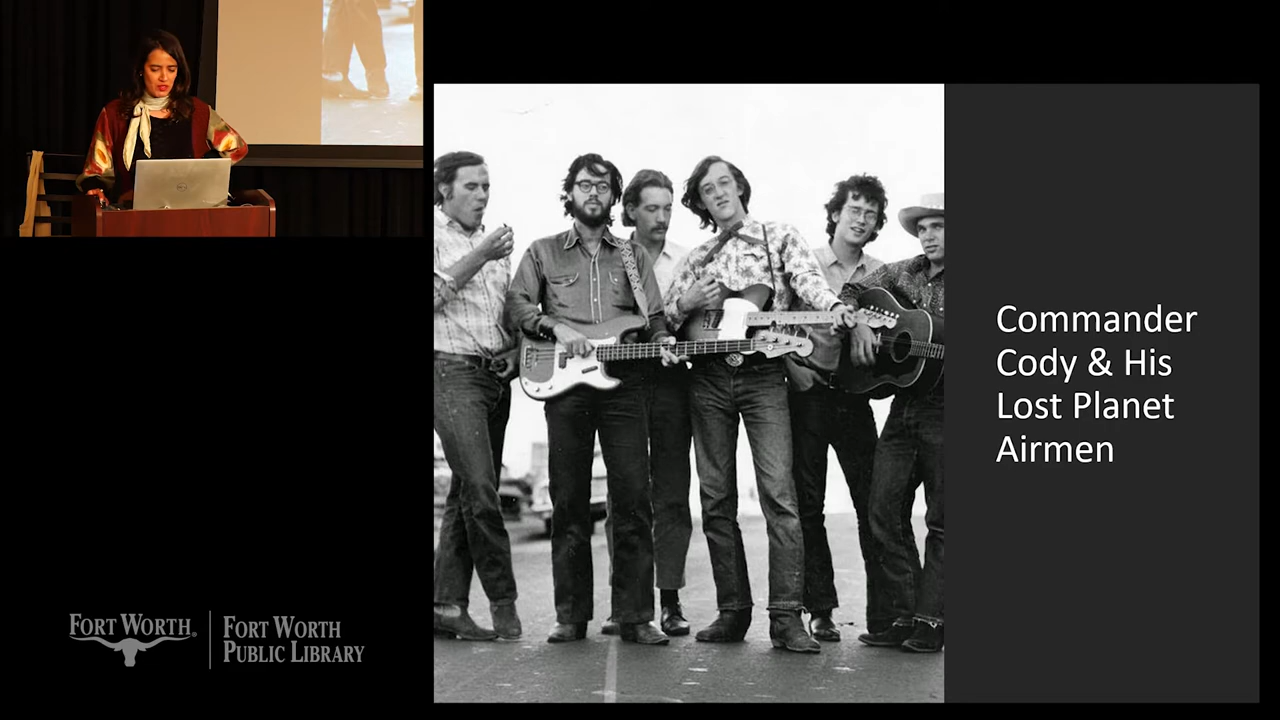 Commander
Cody & His
Lost Planet
Airmen
FORT WORTH®
FORT WORTH
PUBLIC LIBRARY